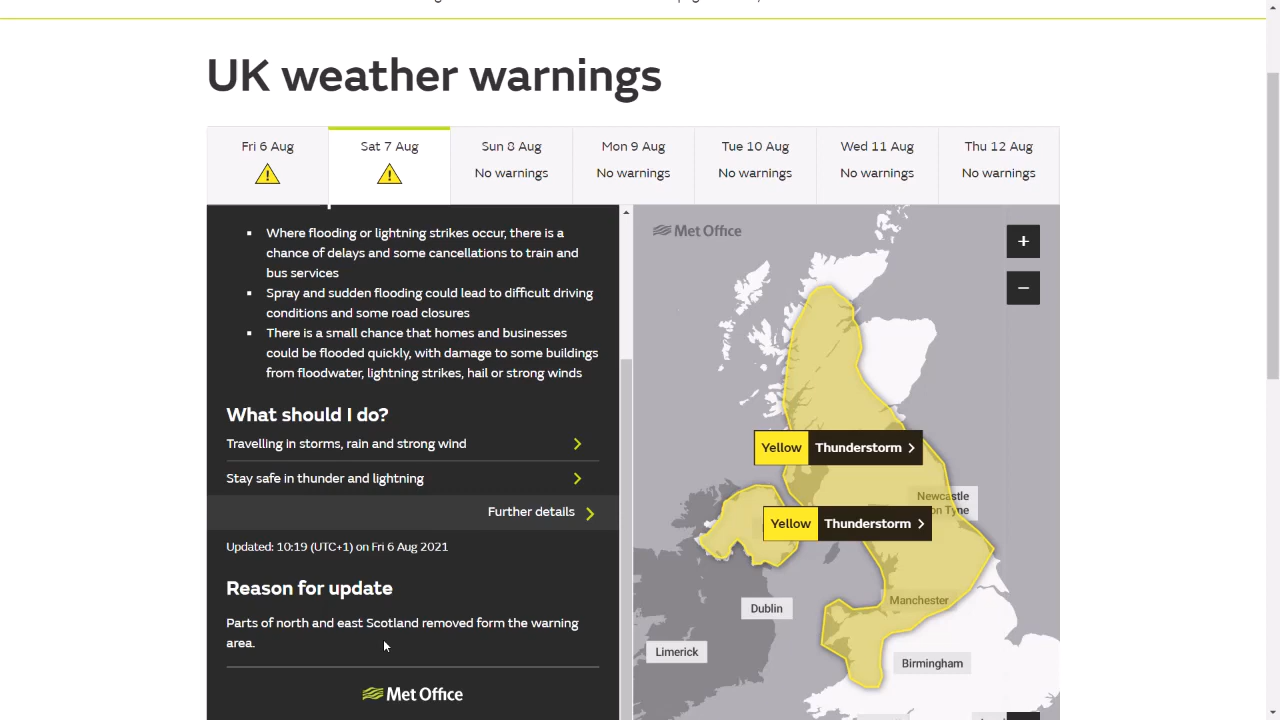 UK weather warnings
Fri 6 Aug
Sat 7 Aug
Sun 8 Aug
No warnings
Mon 9 Aug
No warnings
Tue 10 Aug
No warnings
Wed 11 Aug
No warnings
Thu 12 Aug
No warnings
Where flooding or lightning strikes occur, there is a
chance of delays and some cancellations to train and
bus services
Spray and sudden flooding could lead to difficult driving
conditions and some road closures
There is a small chance that homes and businesses
could be flooded quickly, with damage to some buildings
from floodwater, lightning strikes, hail or strong winds
What should I do?
Travelling in storms, rain and strong wind
Stay safe in thunder and lightning
Further details
Updated: 10:19 (UTC+1) on Fri 6 Aug 2021
Reason for update
Parts of north and east Scotland removed form the warning
area.
Met Office
Met Office
+
−
Yellow Thunderstorm
Newcastle
on Tyne
Yellow Thunderstorm
Manchester
Dublin
Limerick
Birmingham